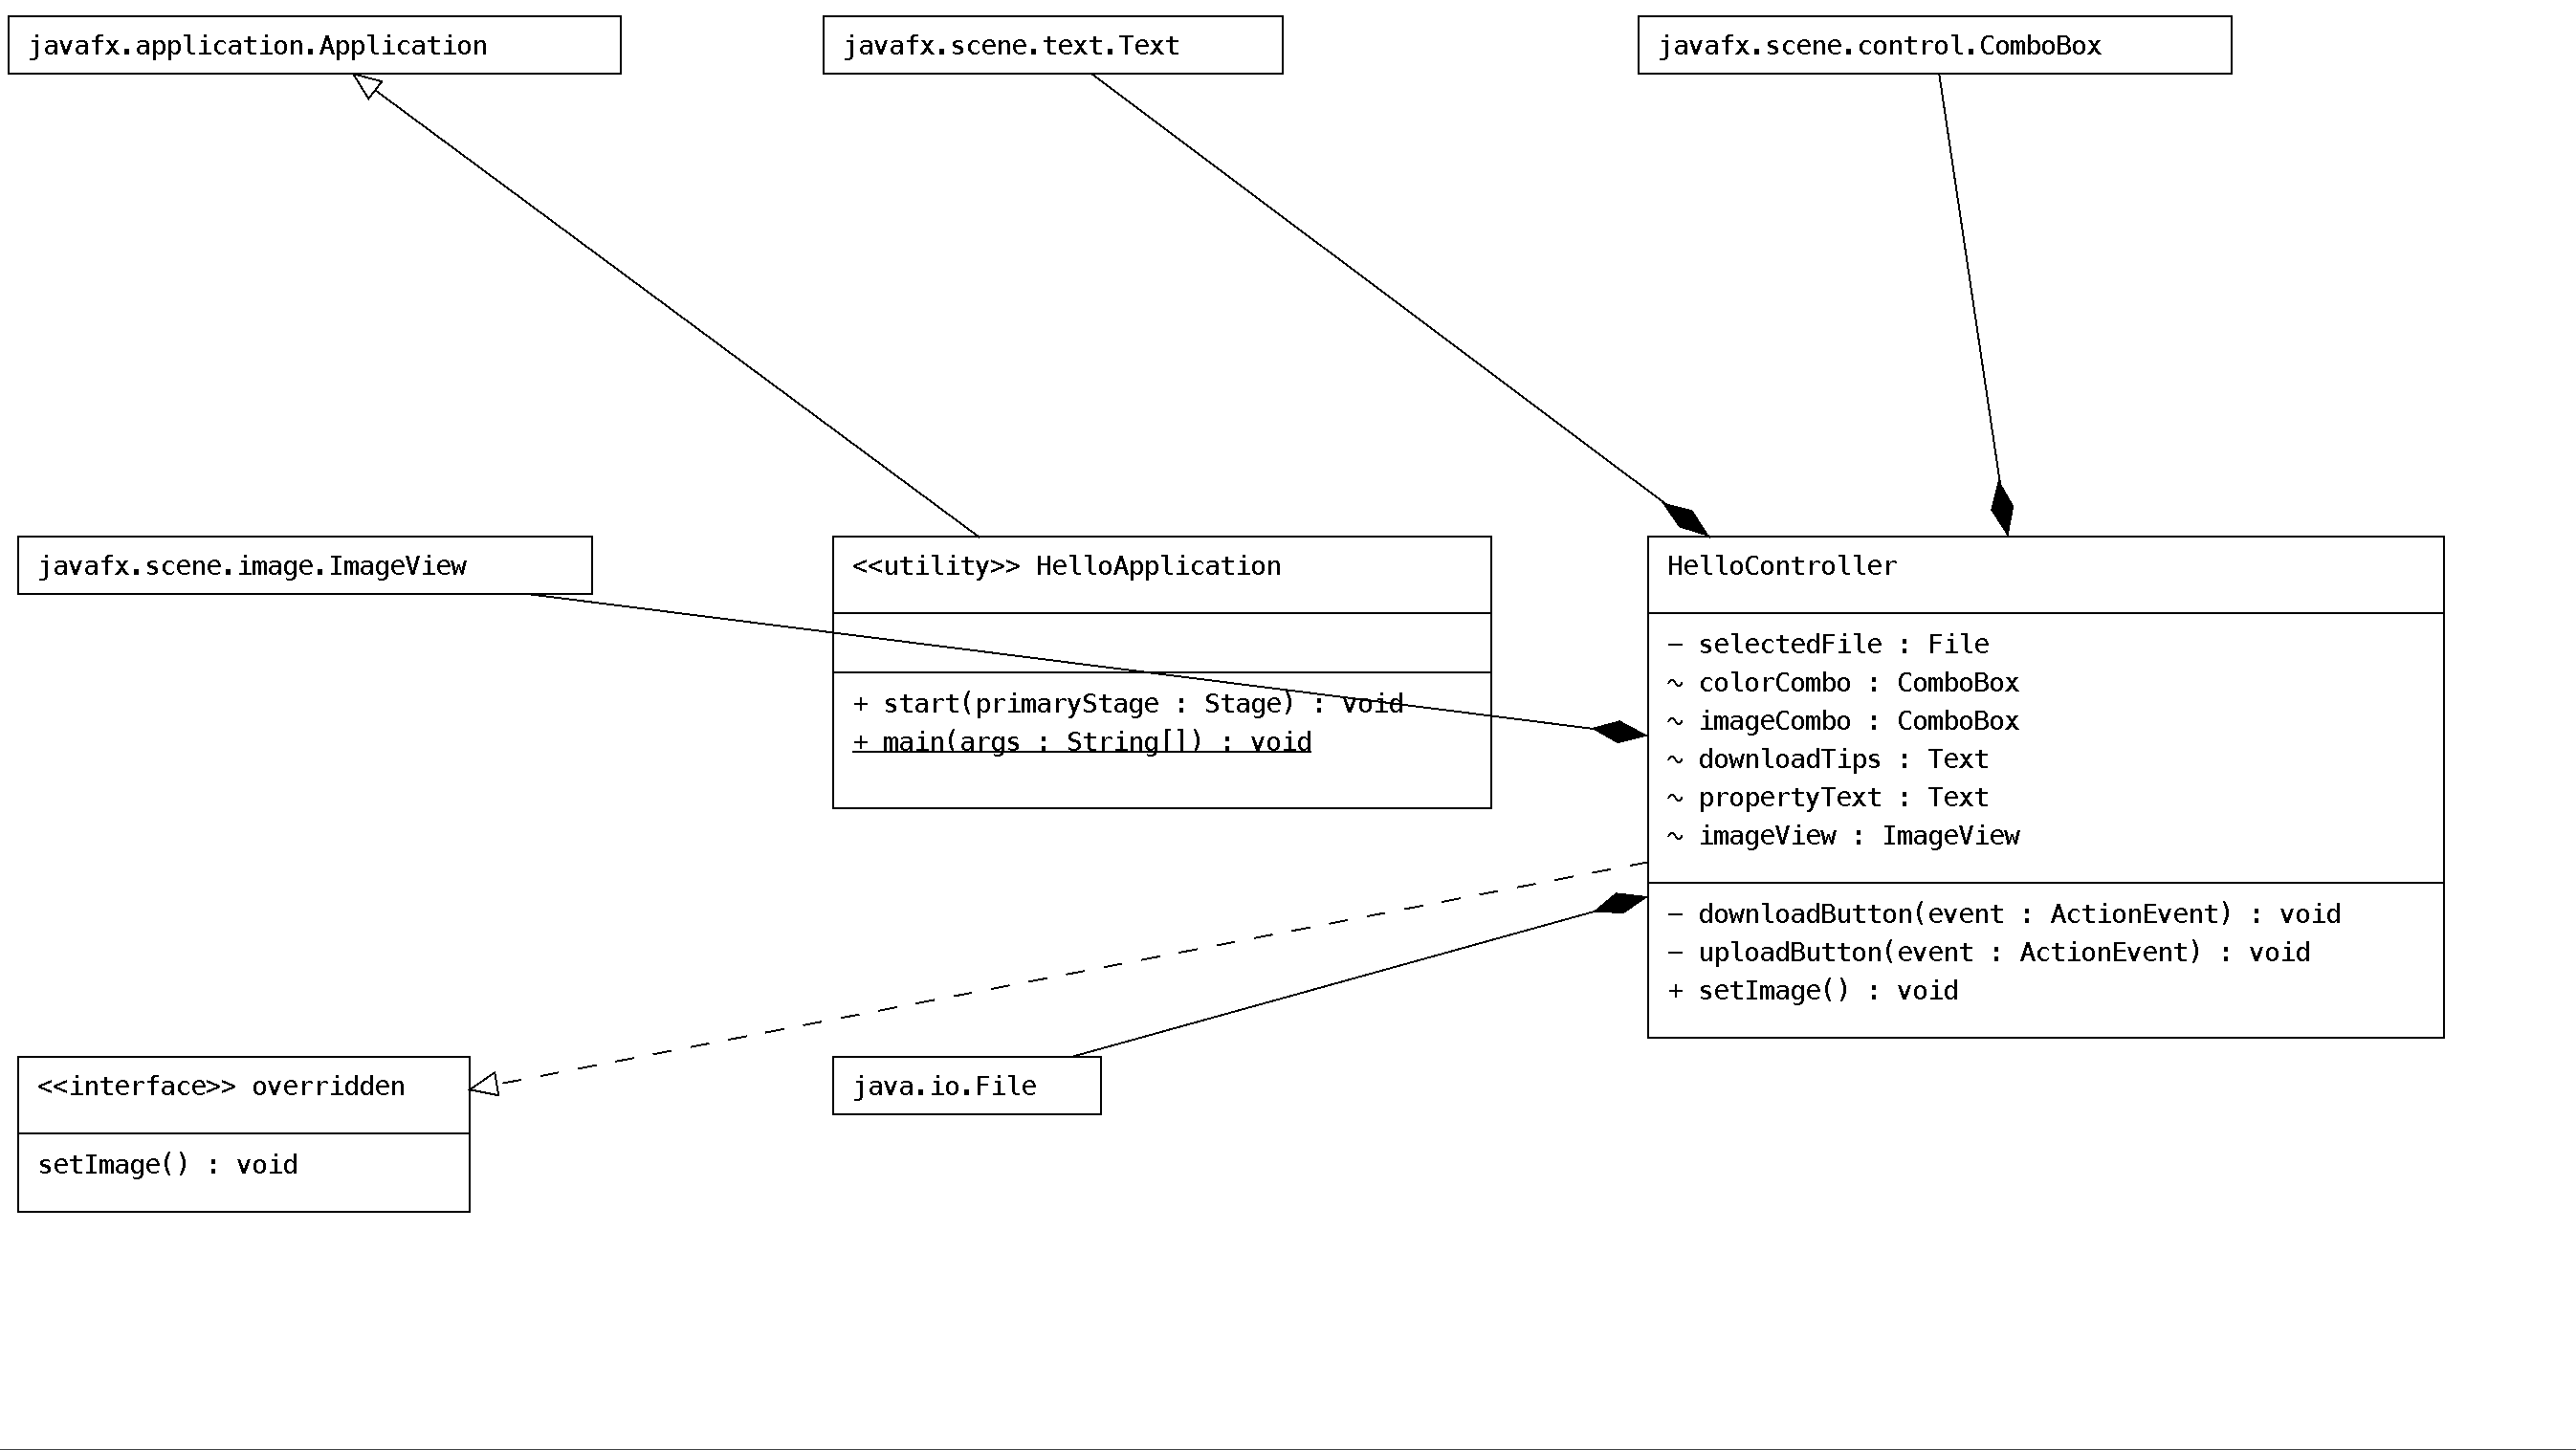 javafx.application.Application
javafx.scene.text.Text
javafx.scene.control.ComboBox
javafx.scene.image.ImageView
<<utility>> HelloApplication
+ start(primaryStage : Stage) : void
+ main(args : String[]) : void
HelloController
− selectedFile : File
~ colorCombo : ComboBox
~ imageCombo : ComboBox
~ downloadTips : Text
~ propertyText : Text
~ imageView : ImageView
− downloadButton(event : ActionEvent) : void
− uploadButton(event : ActionEvent) : void
+ setImage() : void
<<interface>> overridden
setImage() : void
java.io.File